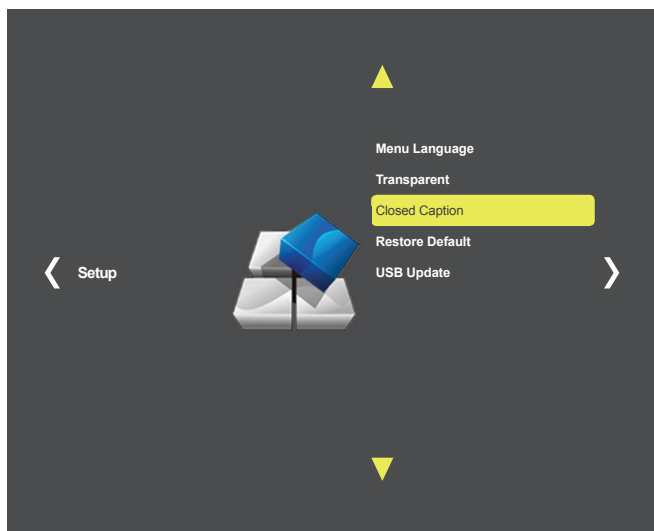 Menu Language
Transparent
Closed Caption
Restore Default
Setup
USB Update